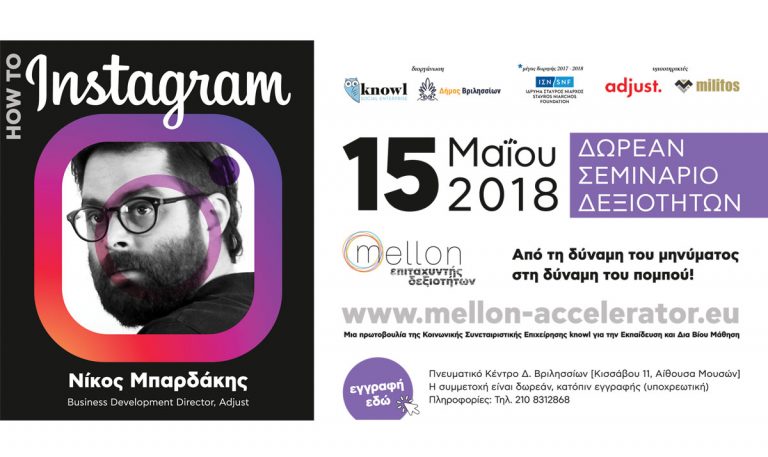 HOW TO
Instagram
Νίκος Μπαρδάκης
Business Development Director, Adjust
διοργάνωση
knowl
SOCIAL ENTERPRISE
Δήμος Βριλησσίων
*μέγας δωρητής 2017 - 2018
ΙΣΝ/SNF
ΙΔΡΥΜΑ ΣΤΑΥΡΟΣ ΝΙΑΡΧΟΣ
STAVROS NIARCHOS
FOUNDATION
υποστηρικτές
adjust.
militos
15 Μαΐου
2018
ΔΩΡΕΑΝ
ΣΕΜΙΝΑΡΙΟ
ΔΕΞΙΟΤΗΤΩΝ
mellon
επιταχυντής
δεξιοτήτων
Από τη δύναμη του μηνύματος
στη δύναμη του πομπού!
www.mellon-accelerator.eu
Μια πρωτοβουλία της Κοινωνικής Συνεταιριστικής Επιχείρησης knowl για την Εκπαίδευση και Δια Βίου Μάθηση
εγγραφή
εδώ
Πνευματικό Κέντρο Δ. Βριλησσίων [Κισσάβου 11, Αίθουσα Μουσών]
Η συμμετοχή είναι δωρεάν, κατόπιν εγγραφής (υποχρεωτική)
Πληροφορίες: Τηλ. 210 8312868